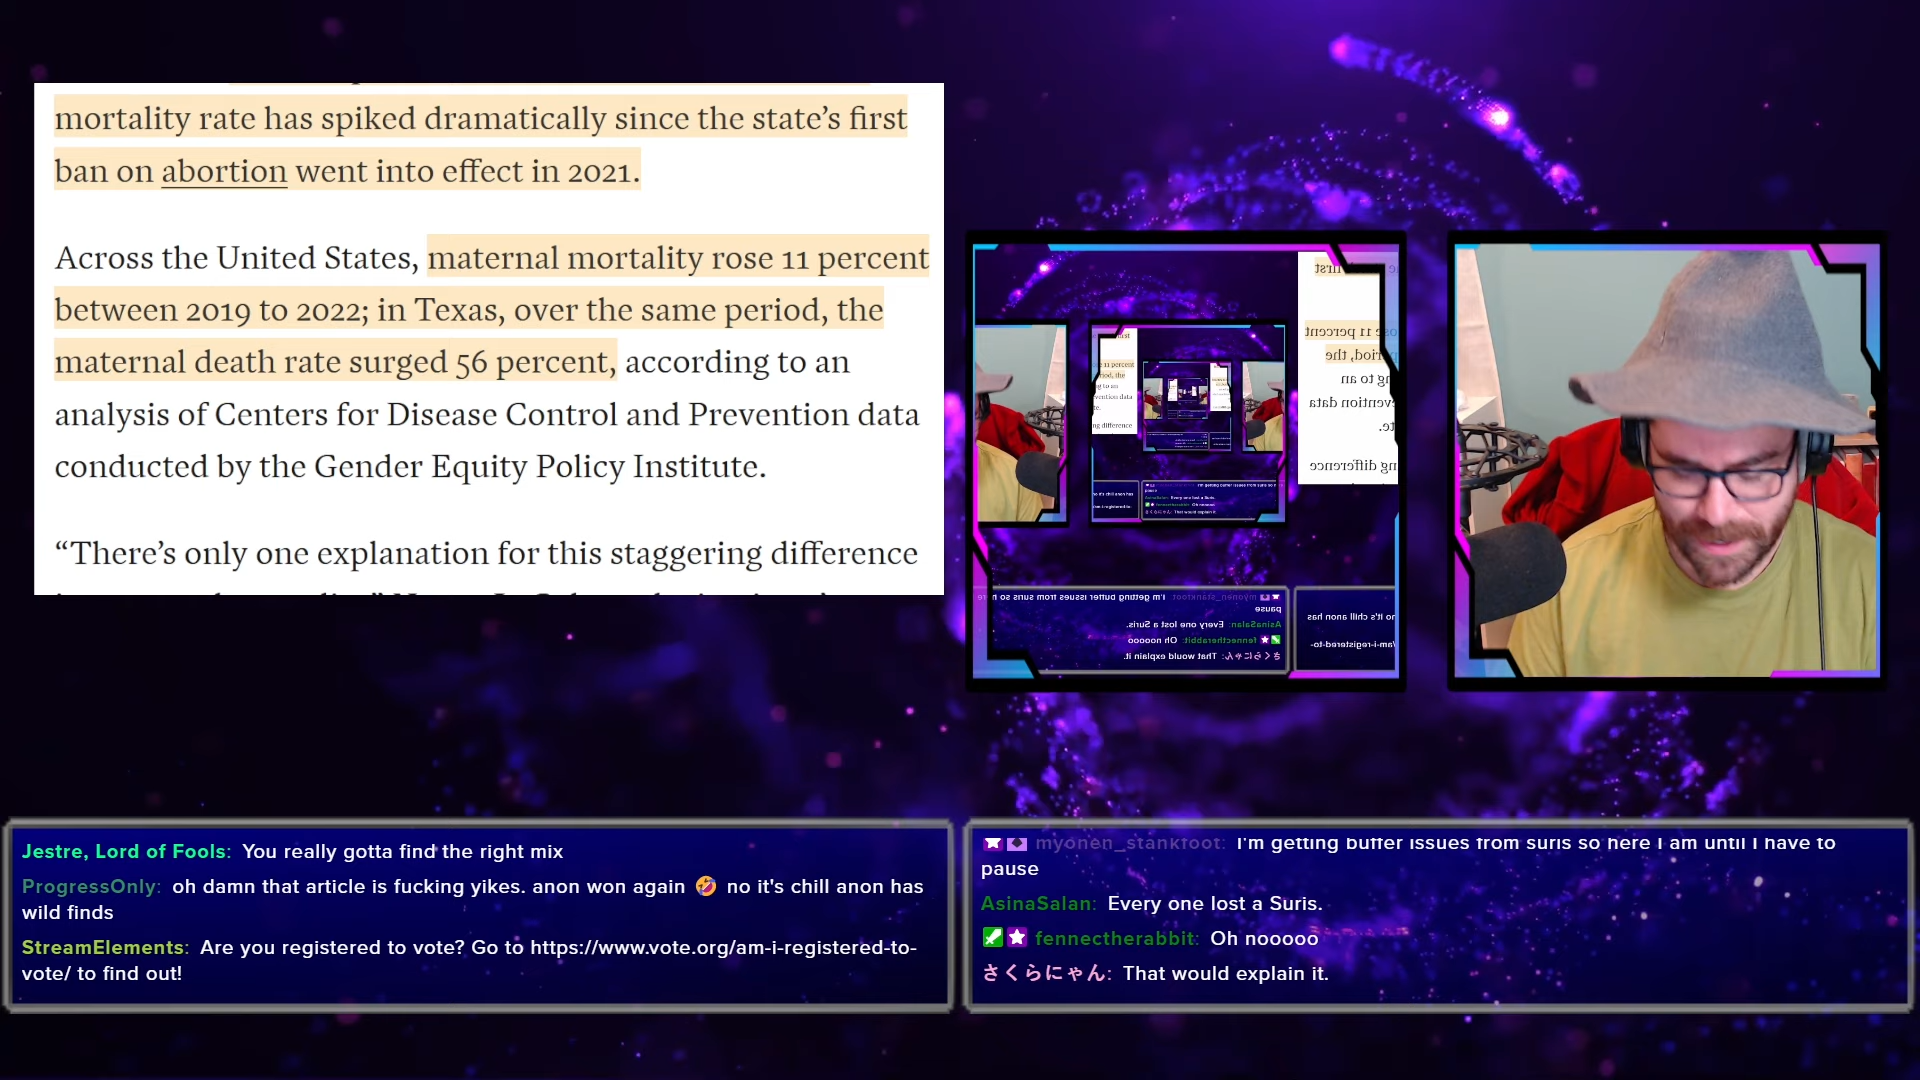 mortality rate has spiked dramatically since the state’s first
ban on abortion went into effect in 2021.
Across the United States, maternal mortality rose 11 percent
between 2019 to 2022; in Texas, over the same period, the
maternal death rate surged 56 percent, according to an
analysis of Centers for Disease Control and Prevention data
conducted by the Gender Equity Policy Institute.
“There’s only one explanation for this staggering difference
Jestre, Lord of Fools: You really gotta find the right mix
ProgressOnly: oh damn that article is fucking yikes. anon won again 🤣 no it's chill anon has
wild finds
StreamElements: Are you registered to vote? Go to https://www.vote.org/am-i-registered-to-
vote/ to find out!
myonen_stankfoot: I'm getting buffer issues from suris so here I am until I have to
pause
AsinaSalan: Every one lost a Suris.
fennectherabbit: Oh nooooo
さくらにゃん: That would explain it.